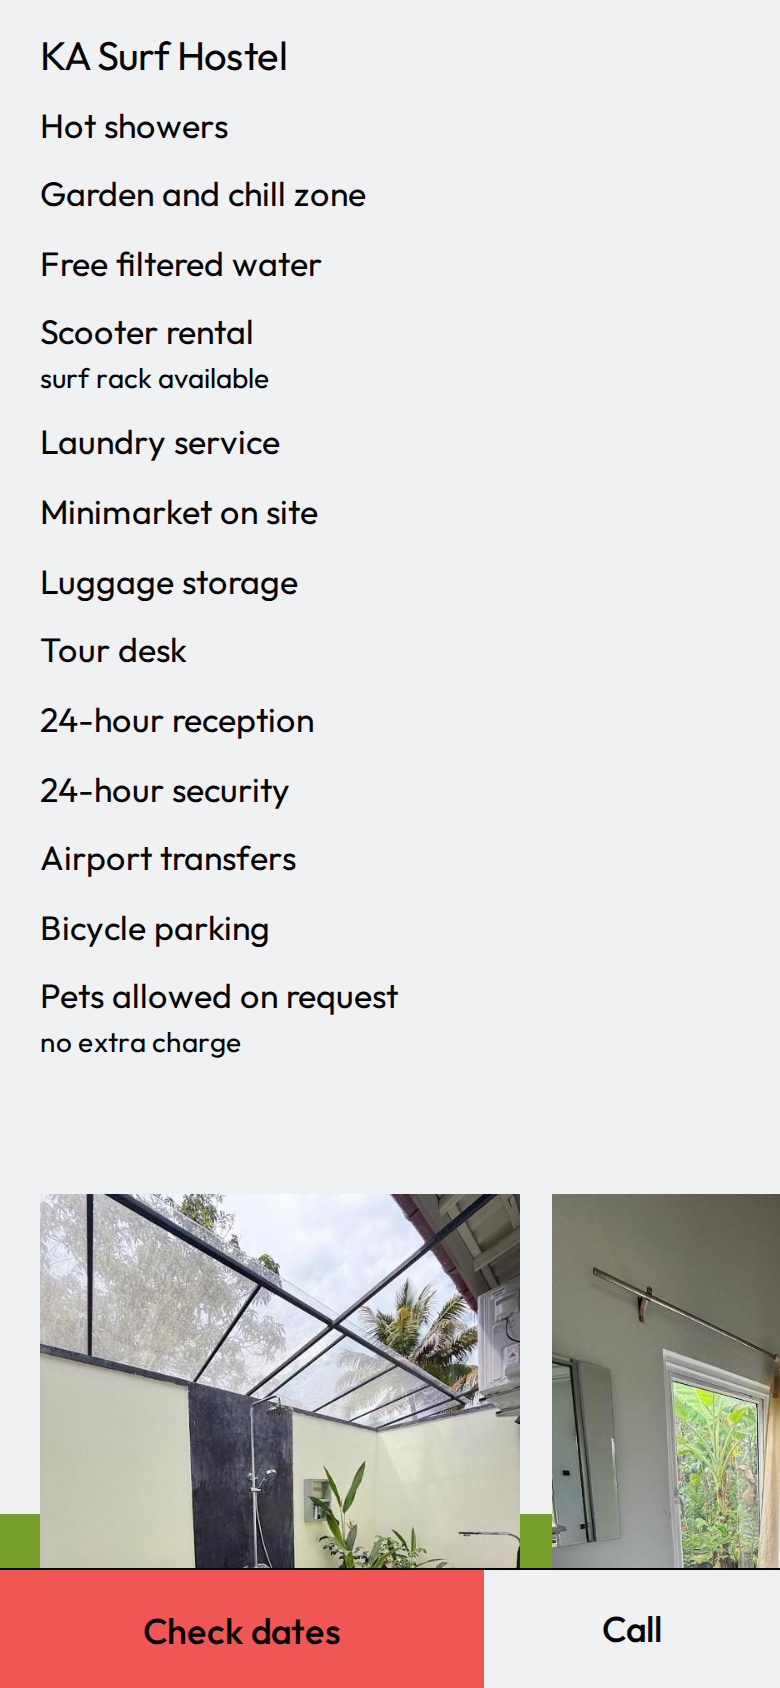 KA Surf Hostel
Hot showers
Garden and chill zone
Free filtered water
Scooter rental
surf rack available
Laundry service
Minimarket on site
Luggage storage
Tour desk
24-hour reception
24-hour security
Airport transfers
Bicycle parking
Pets allowed on request
no extra charge
Check dates
Call